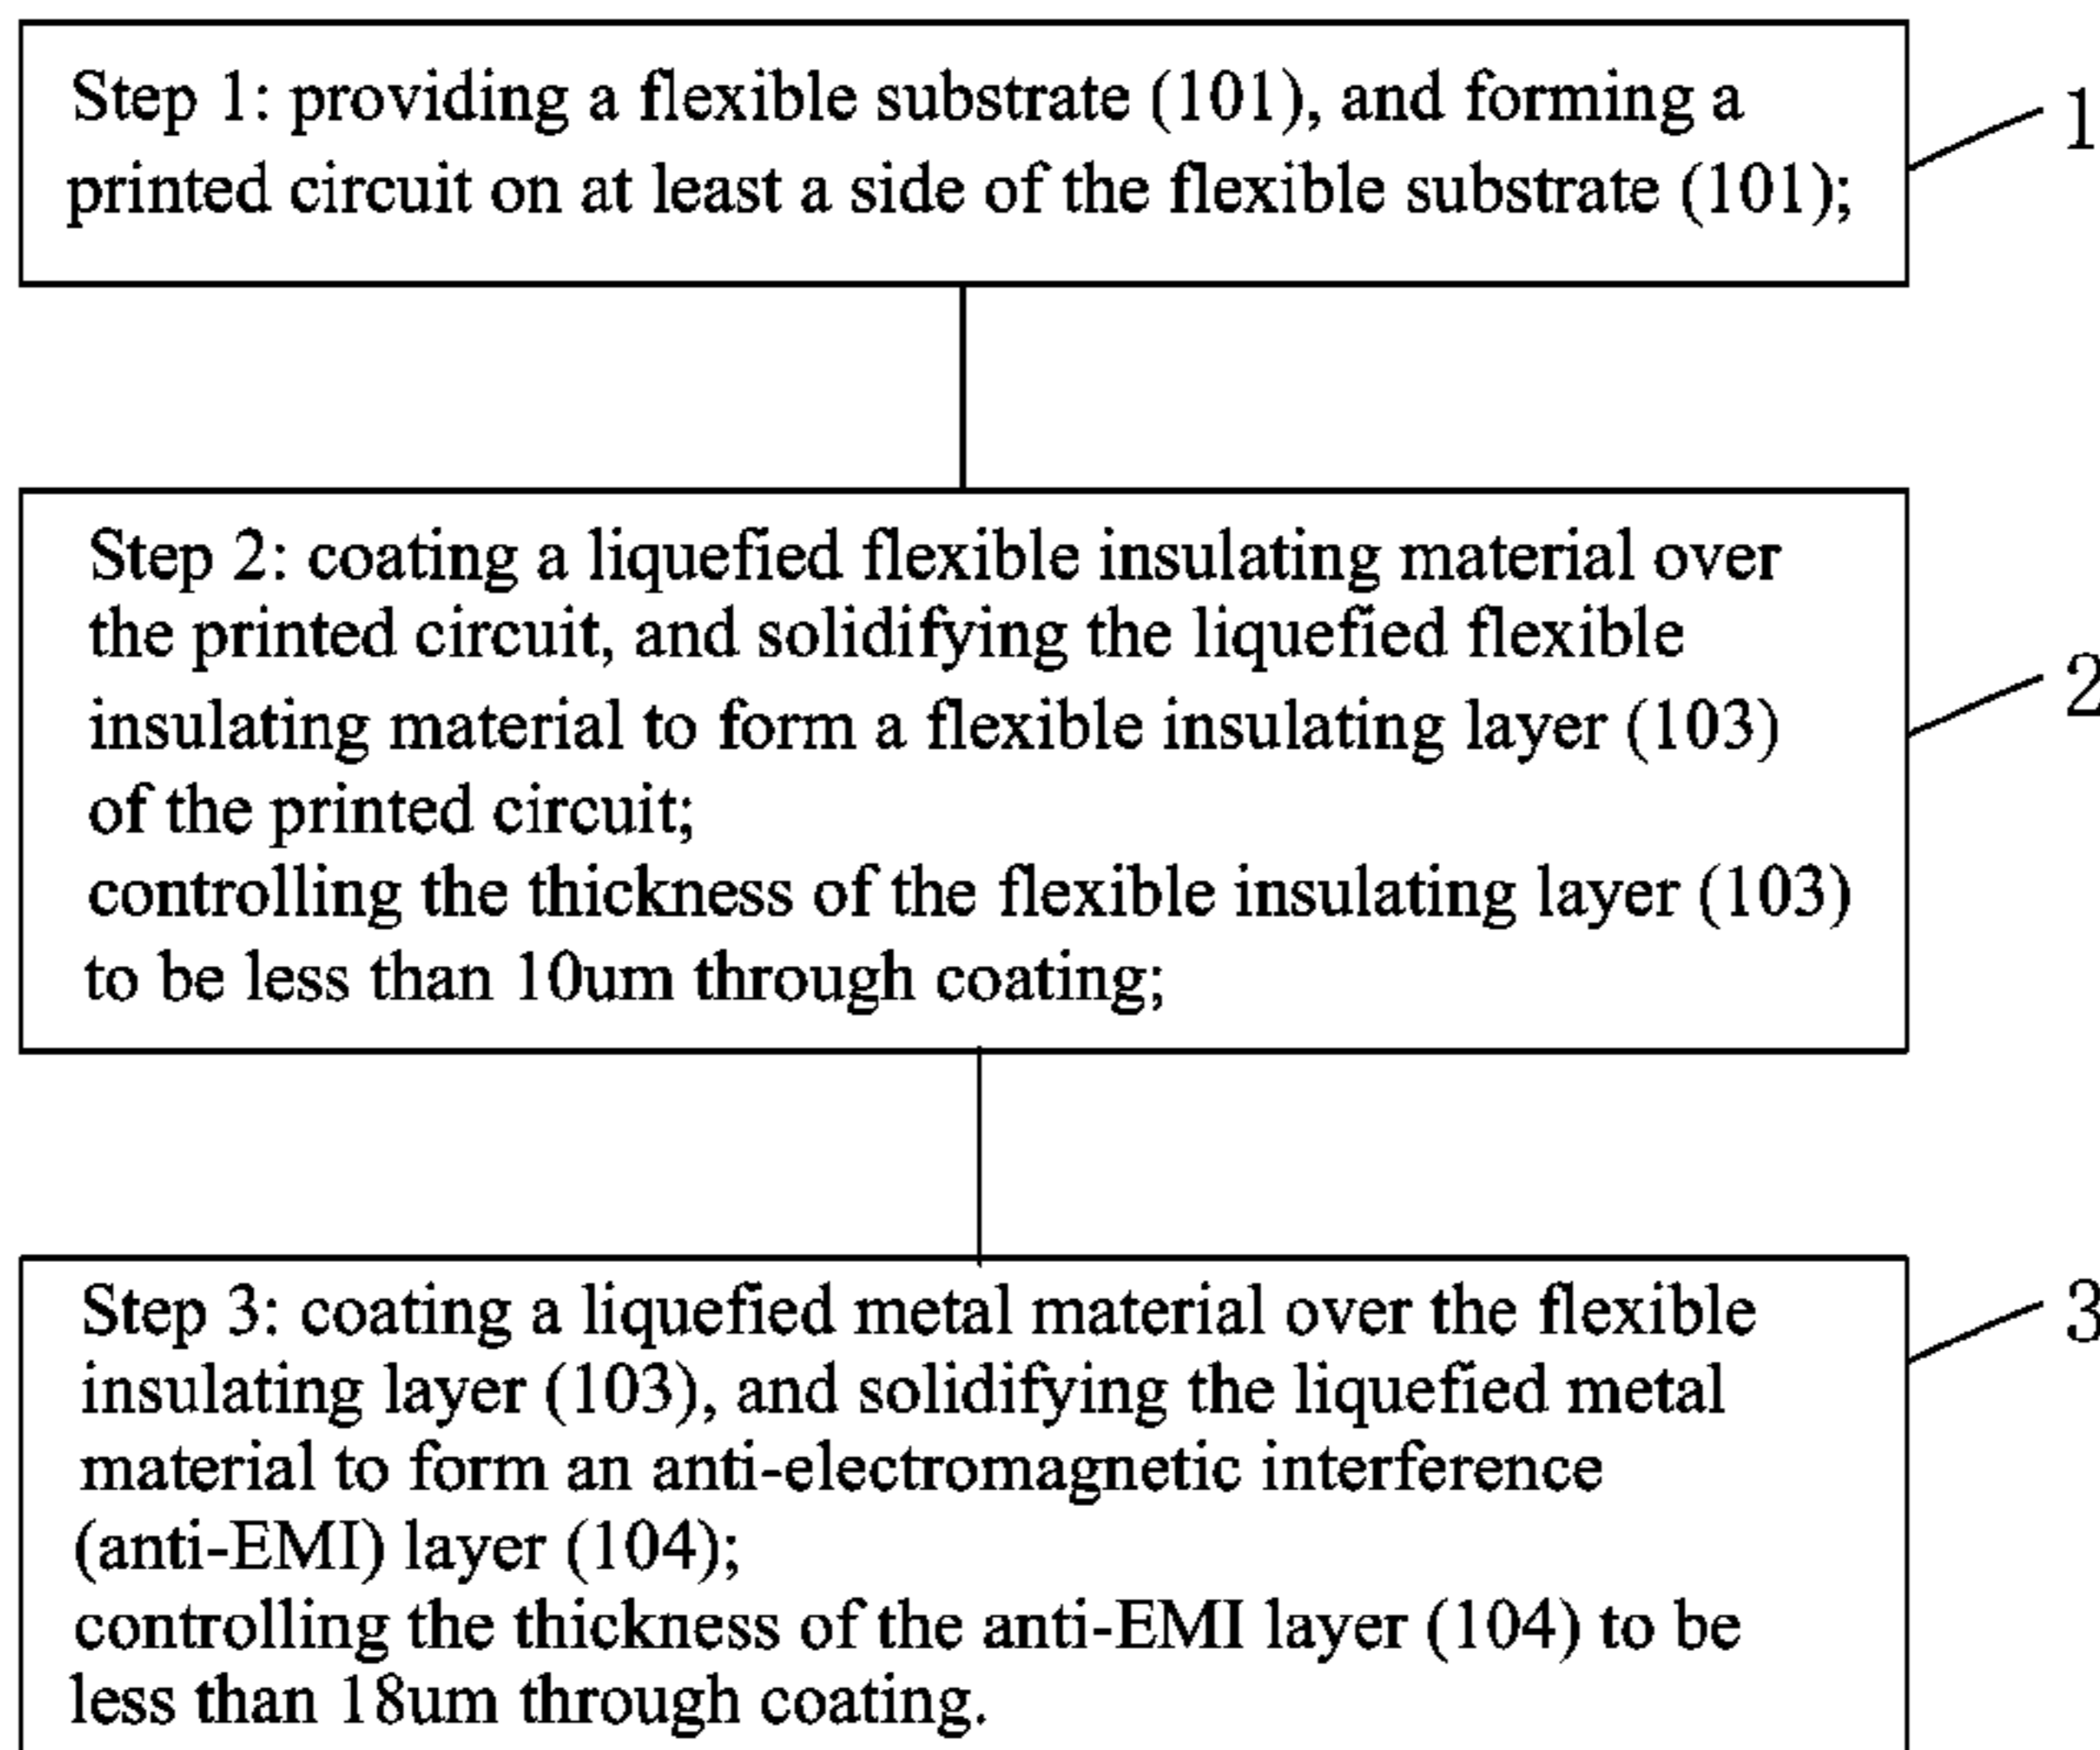 Step 1: providing a flexible substrate (101), and forming a
printed circuit on at least a side of the flexible substrate (101);
1
Step 2: coating a liquefied flexible insulating material over
the printed circuit, and solidifying the liquefied flexible
insulating material to form a flexible insulating layer (103)
of the printed circuit;
controlling the thickness of the flexible insulating layer (103)
to be less than 10um through coating;
2
Step 3: coating a liquefied metal material over the flexible
insulating layer (103), and solidifying the liquefied metal
material to form an anti-electromagnetic interference
(anti-EMI) layer (104);
controlling the thickness of the anti-EMI layer (104) to be
less than 18um through coating.
3